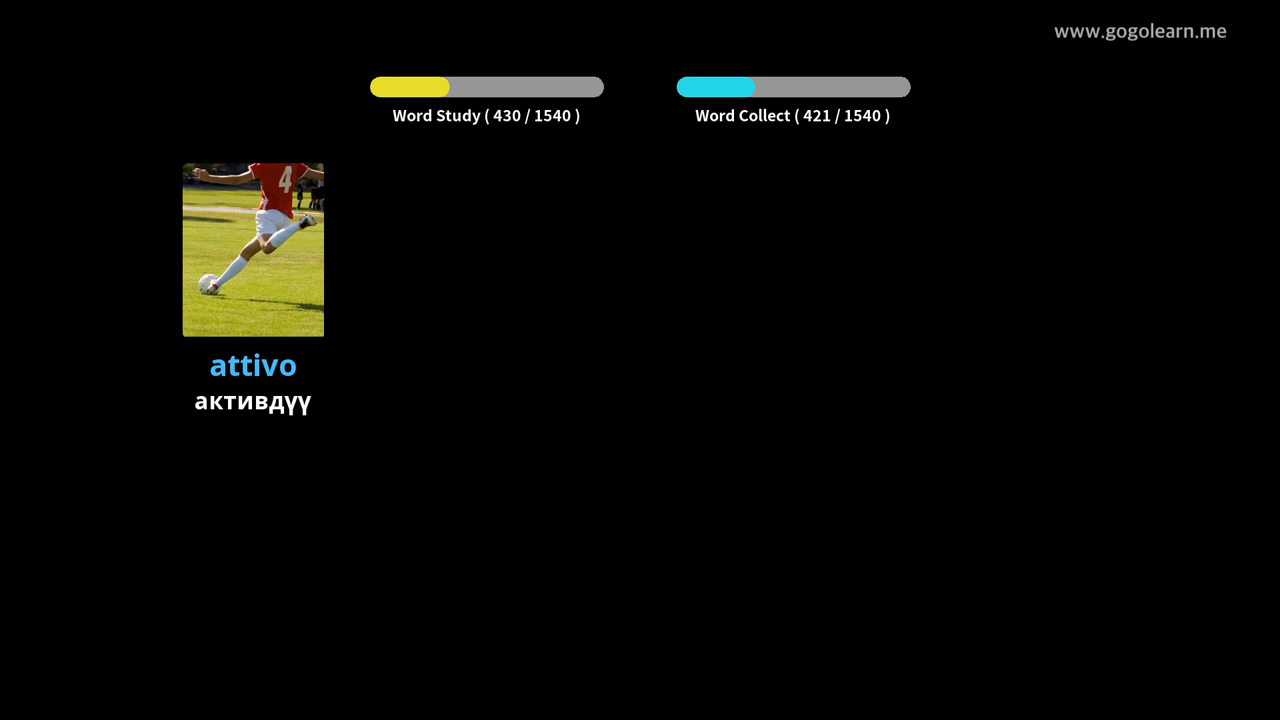 www.gogolearn.me
Word Study ( 430 / 1540 )
Word Collect ( 421 / 1540 )
4
attivo
активдүү